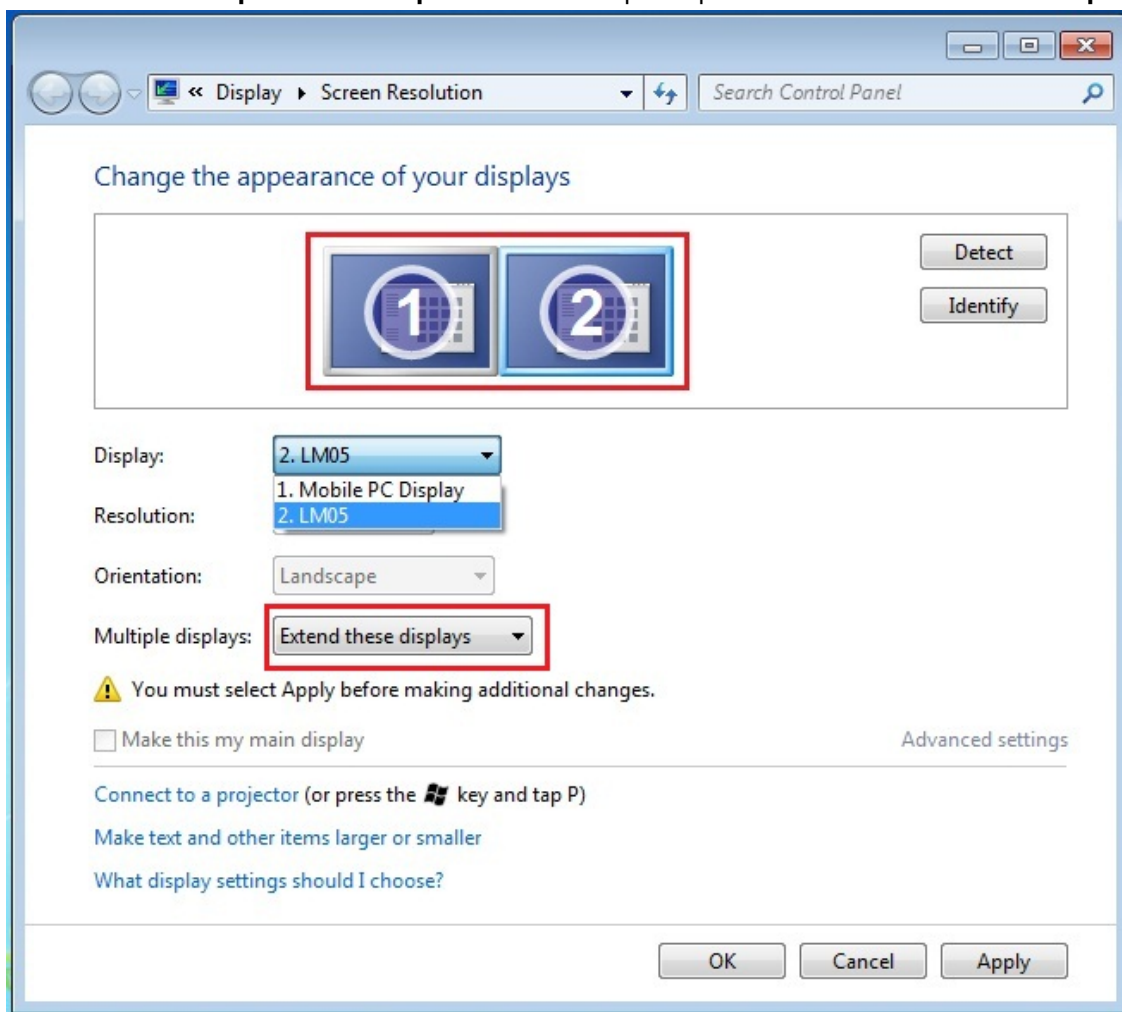 « Display ▸ Screen Resolution
Search Control Panel
Change the appearance of your displays
1
2
Detect
Identify
Display:
2. LM05
1. Mobile PC Display
2. LM05
Resolution:
Orientation:
Landscape
Multiple displays:
Extend these displays
You must select Apply before making additional changes.
Make this my main display
Advanced settings
Connect to a projector (or press the key and tap P)
Make text and other items larger or smaller
What display settings should I choose?
OK
Cancel
Apply